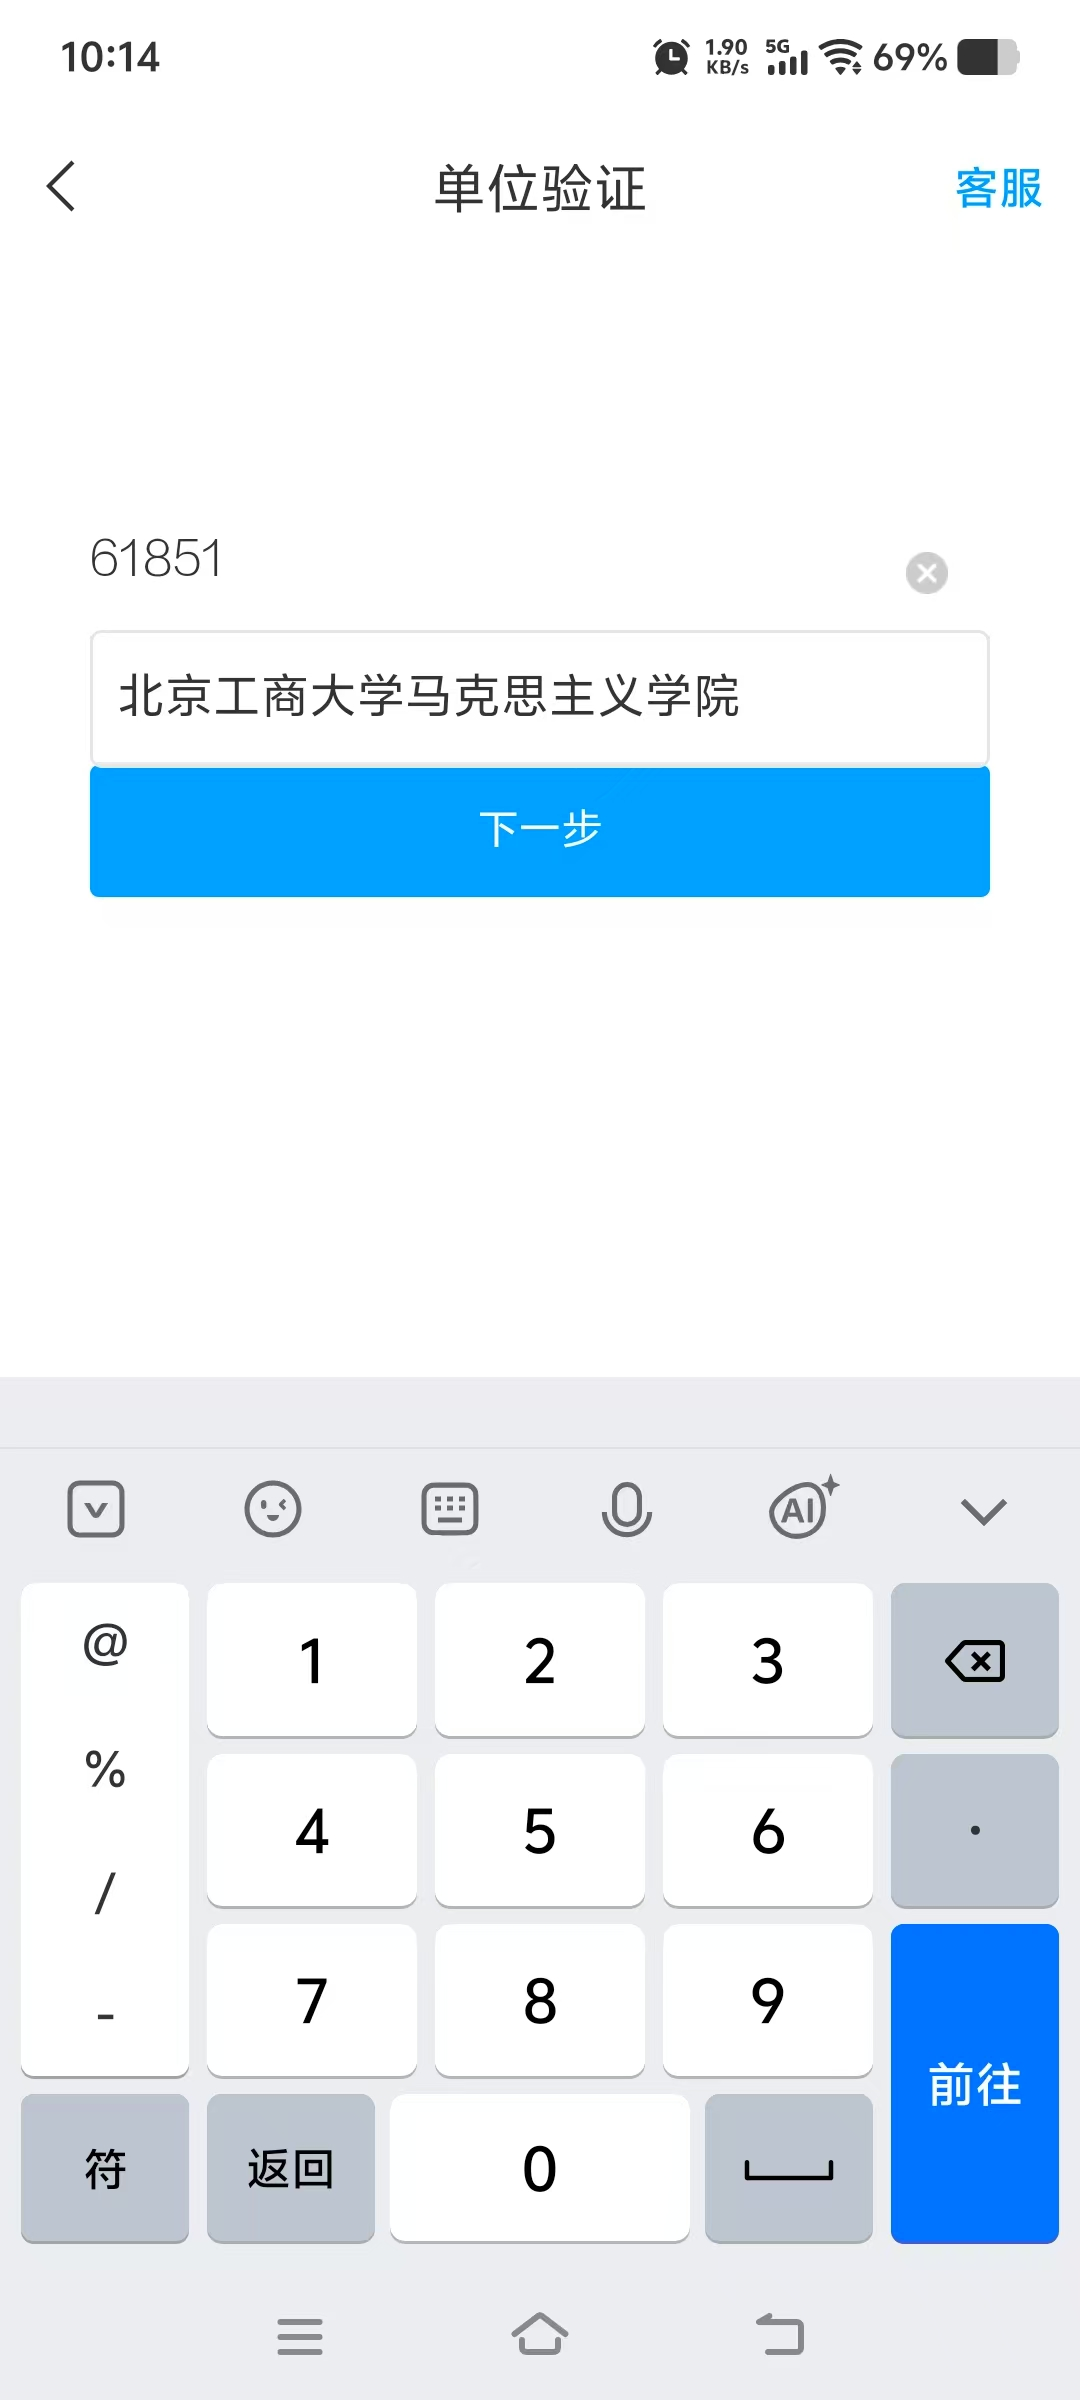 10:14
1.90 KB/s 5G 69%
单位验证 客服
61851
北京工商大学马克思主义学院
下一步
AI
@ 1 2 3
% 4 5 6 .
/ 7 8 9
- 前往
符 返回 0